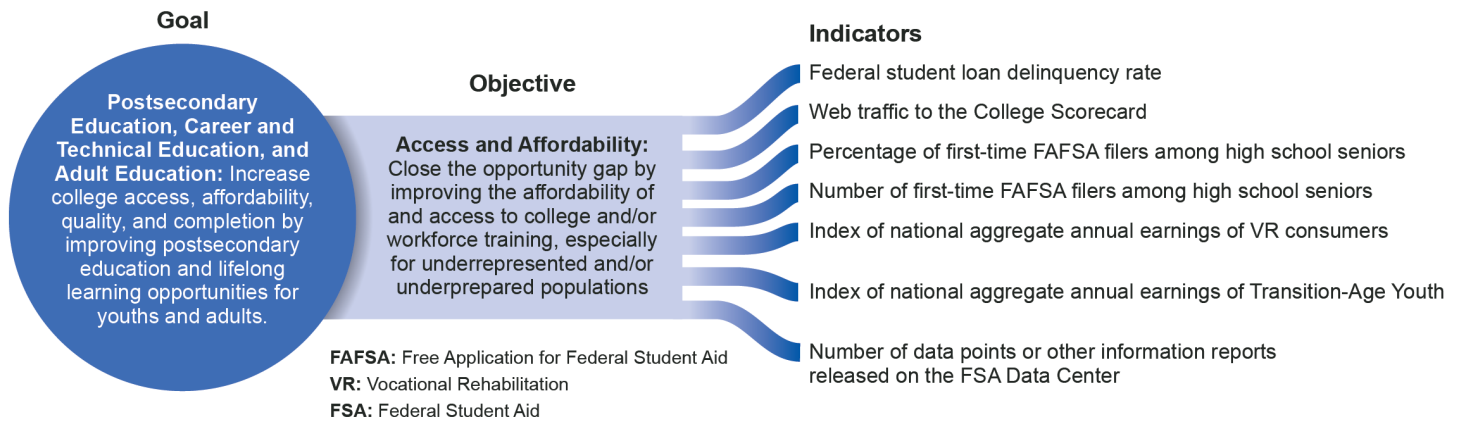 Goal
Postsecondary
Education, Career and
Technical Education, and
Adult Education: Increase
college access, affordability,
quality, and completion by
improving postsecondary
education and lifelong
learning opportunities for
youths and adults.
Objective
Access and Affordability:
Close the opportunity gap by
improving the affordability of
and access to college and/or
workforce training, especially
for underrepresented and/or
underprepared populations
Indicators
Federal student loan delinquency rate
Web traffic to the College Scorecard
Percentage of first-time FAFSA filers among high school seniors
Number of first-time FAFSA filers among high school seniors
Index of national aggregate annual earnings of VR consumers
Index of national aggregate annual earnings of Transition-Age Youth
Number of data points or other information reports
released on the FSA Data Center
FAFSA: Free Application for Federal Student Aid
VR: Vocational Rehabilitation
FSA: Federal Student Aid